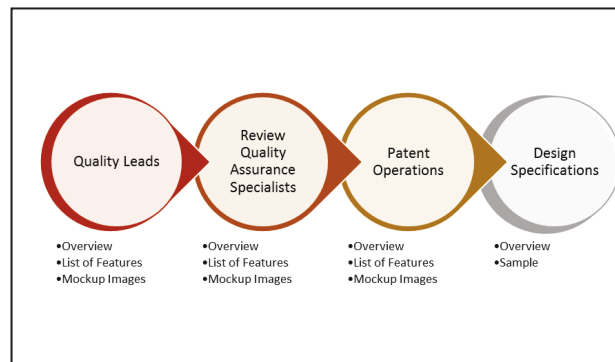 Quality Leads
•Overview
•List of Features
•Mockup Images
Review
Quality
Assurance
Specialists
•Overview
•List of Features
•Mockup Images
Patent
Operations
•Overview
•List of Features
•Mockup Images
Design
Specifications
•Overview
•Sample